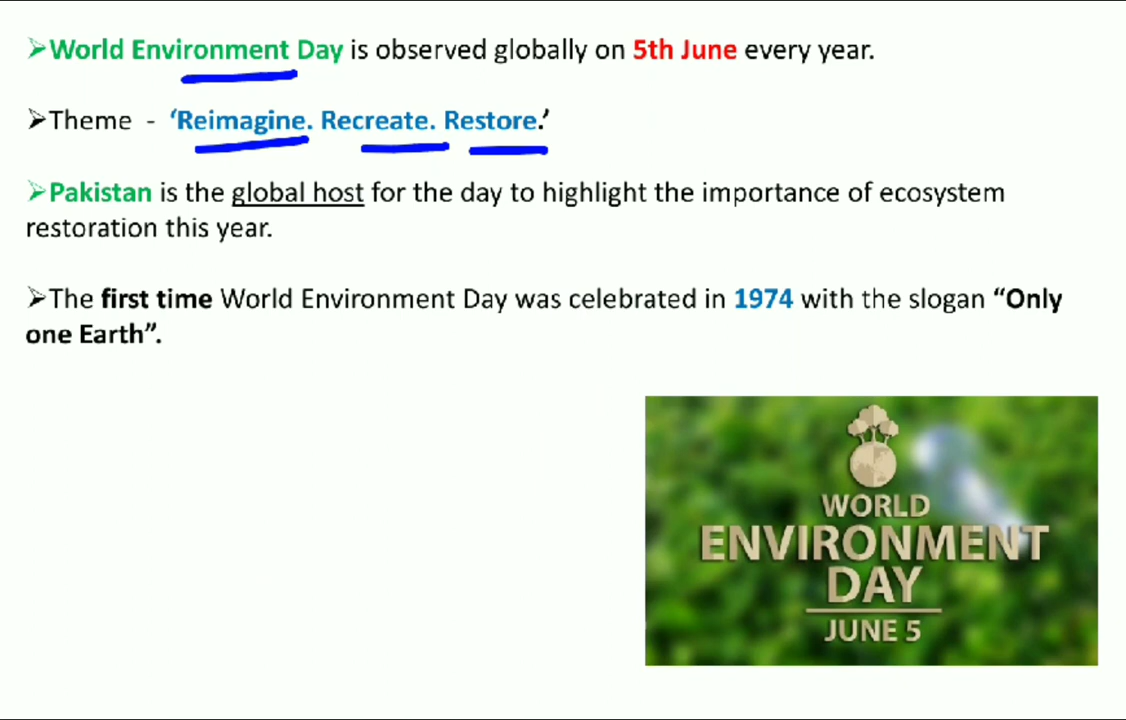 ➢World Environment Day is observed globally on 5th June every year.
➢Theme - ‘Reimagine. Recreate. Restore.’
➢Pakistan is the global host for the day to highlight the importance of ecosystem
restoration this year.
➢The first time World Environment Day was celebrated in 1974 with the slogan “Only
one Earth”.
WORLD
ENVIRONMENT
DAY
JUNE 5